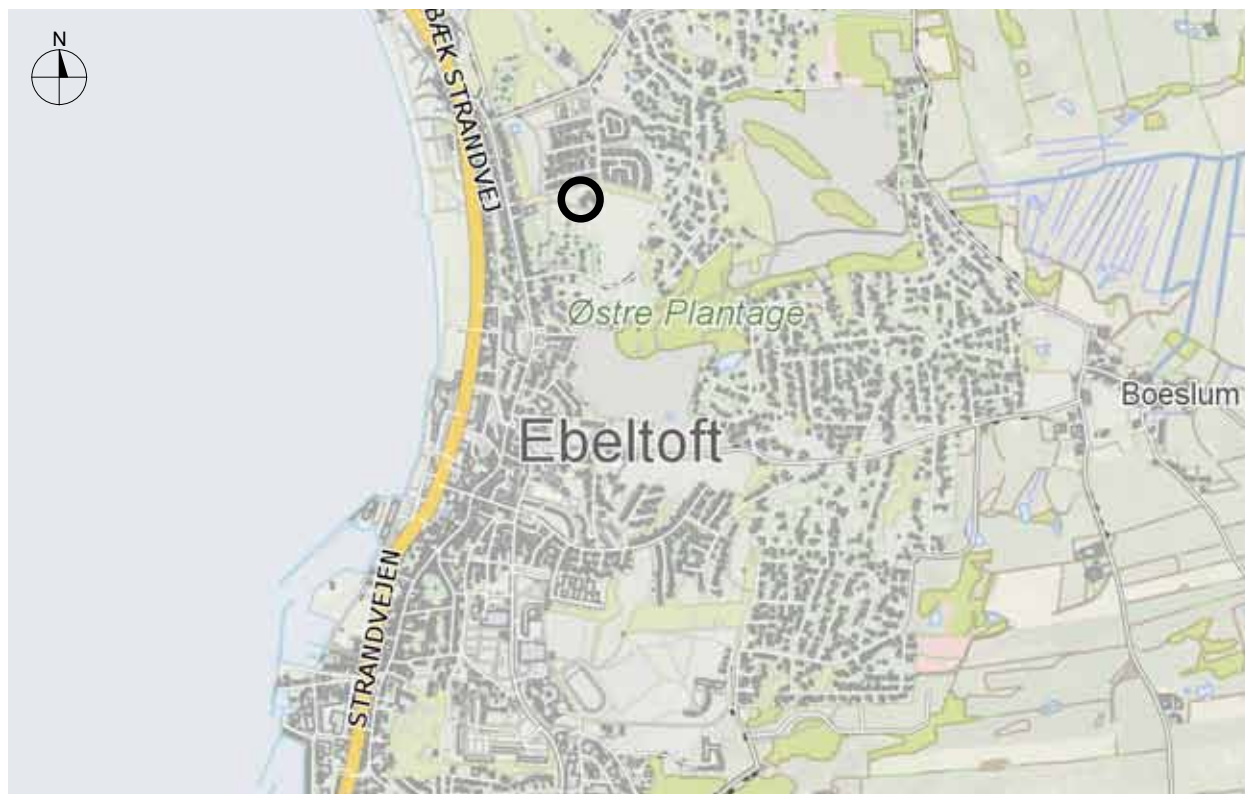 N
BÆK STRANDVEJ
Østre Plantage
Boeslum
Ebeltoft
STRANDVEJEN